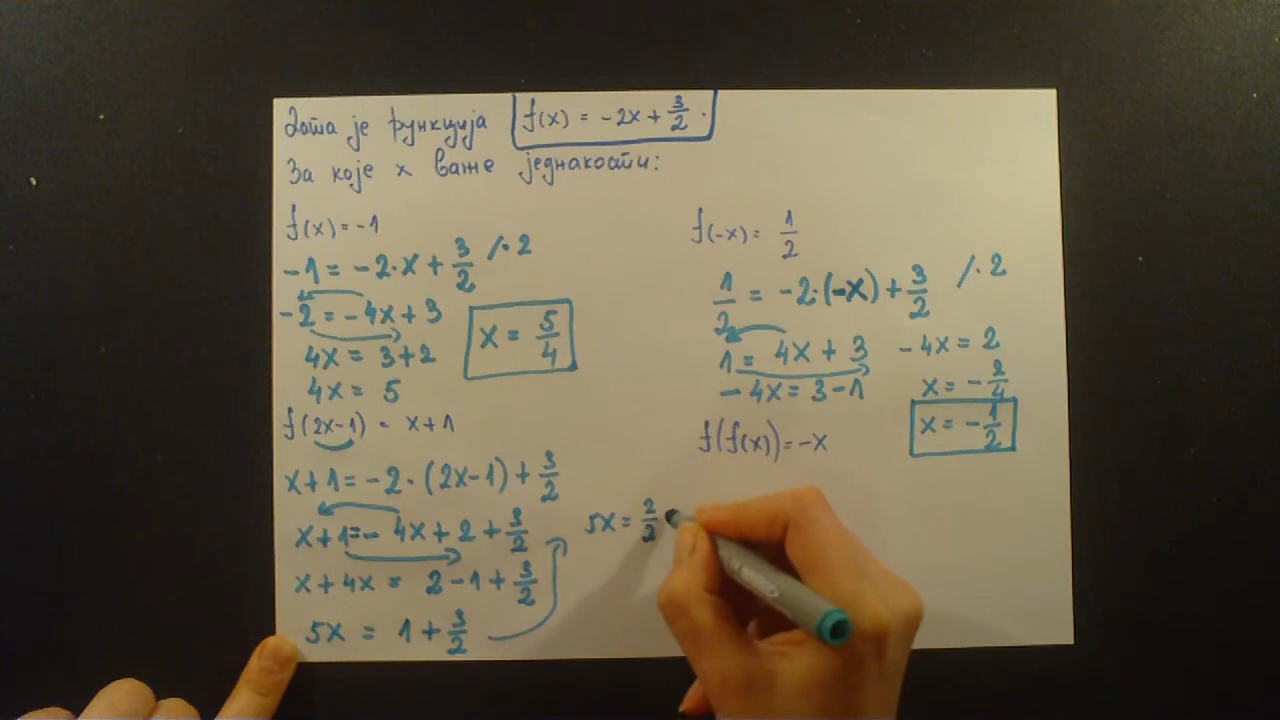 Дата је функција f(x) = -2x + 3/2.
За које x важе једнакости:
f(x) = -1
-1 = -2·x + 3/2 /·2
-2 = -4x + 3
4x = 3+2
4x = 5
x = 5/4
f(-x) = 1/2
1/2 = -2·(-x) + 3/2 /·2
1 = 4x + 3
-4x = 3-1
-4x = 2
x = -2/4
x = -1/2
f(2x-1) = x+1
x+1 = -2·(2x-1) + 3/2
x+1 = -4x + 2 + 3/2
x+4x = 2-1 + 3/2
5x = 1 + 3/2
5x = 2/2
f(f(x)) = -x